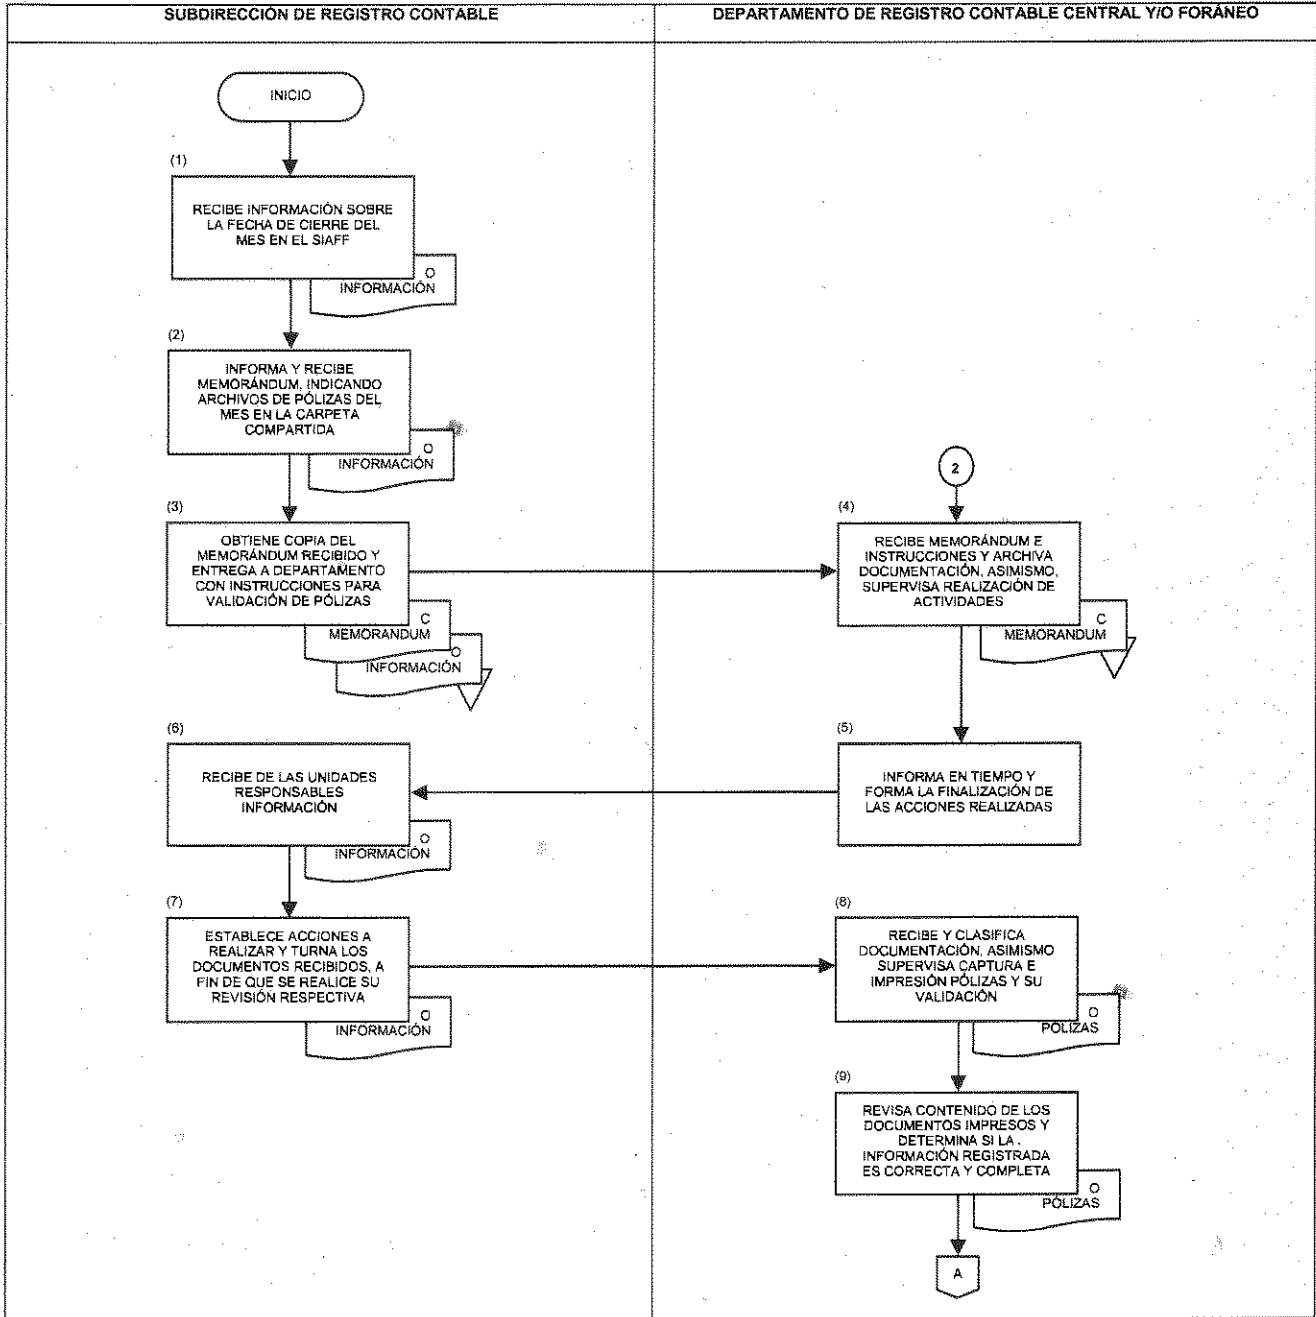 SUBDIRECCIÓN DE REGISTRO CONTABLE
DEPARTAMENTO DE REGISTRO CONTABLE CENTRAL Y/O FORÁNEO
INICIO
(1)
RECIBE INFORMACIÓN SOBRE
LA FECHA DE CIERRE DEL
MES EN EL SIAFF
O
INFORMACIÓN
(2)
INFORMA Y RECIBE
MEMORÁNDUM, INDICANDO
ARCHIVOS DE PÓLIZAS DEL
MES EN LA CARPETA
COMPARTIDA
O
INFORMACIÓN
(3)
OBTIENE COPIA DEL
MEMORÁNDUM RECIBIDO Y
ENTREGA A DEPARTAMENTO
CON INSTRUCCIONES PARA
VALIDACIÓN DE PÓLIZAS
C
MEMORANDUM
O
INFORMACIÓN
2
(4)
RECIBE MEMORÁNDUM E
INSTRUCCIONES Y ARCHIVA
DOCUMENTACIÓN, ASIMISMO,
SUPERVISA REALIZACIÓN DE
ACTIVIDADES
C
MEMORANDUM
(5)
INFORMA EN TIEMPO Y
FORMA LA FINALIZACIÓN DE
LAS ACCIONES REALIZADAS
(6)
RECIBE DE LAS UNIDADES
RESPONSABLES
INFORMACIÓN
O
INFORMACIÓN
(7)
ESTABLECE ACCIONES A
REALIZAR Y TURNA LOS
DOCUMENTOS RECIBIDOS, A
FIN DE QUE SE REALICE SU
REVISIÓN RESPECTIVA
O
INFORMACIÓN
(8)
RECIBE Y CLASIFICA
DOCUMENTACIÓN, ASIMISMO
SUPERVISA CAPTURA E
IMPRESIÓN PÓLIZAS Y SU
VALIDACIÓN
O
PÓLIZAS
(9)
REVISA CONTENIDO DE LOS
DOCUMENTOS IMPRESOS Y
DETERMINA SI LA
INFORMACIÓN REGISTRADA
ES CORRECTA Y COMPLETA
O
PÓLIZAS
A